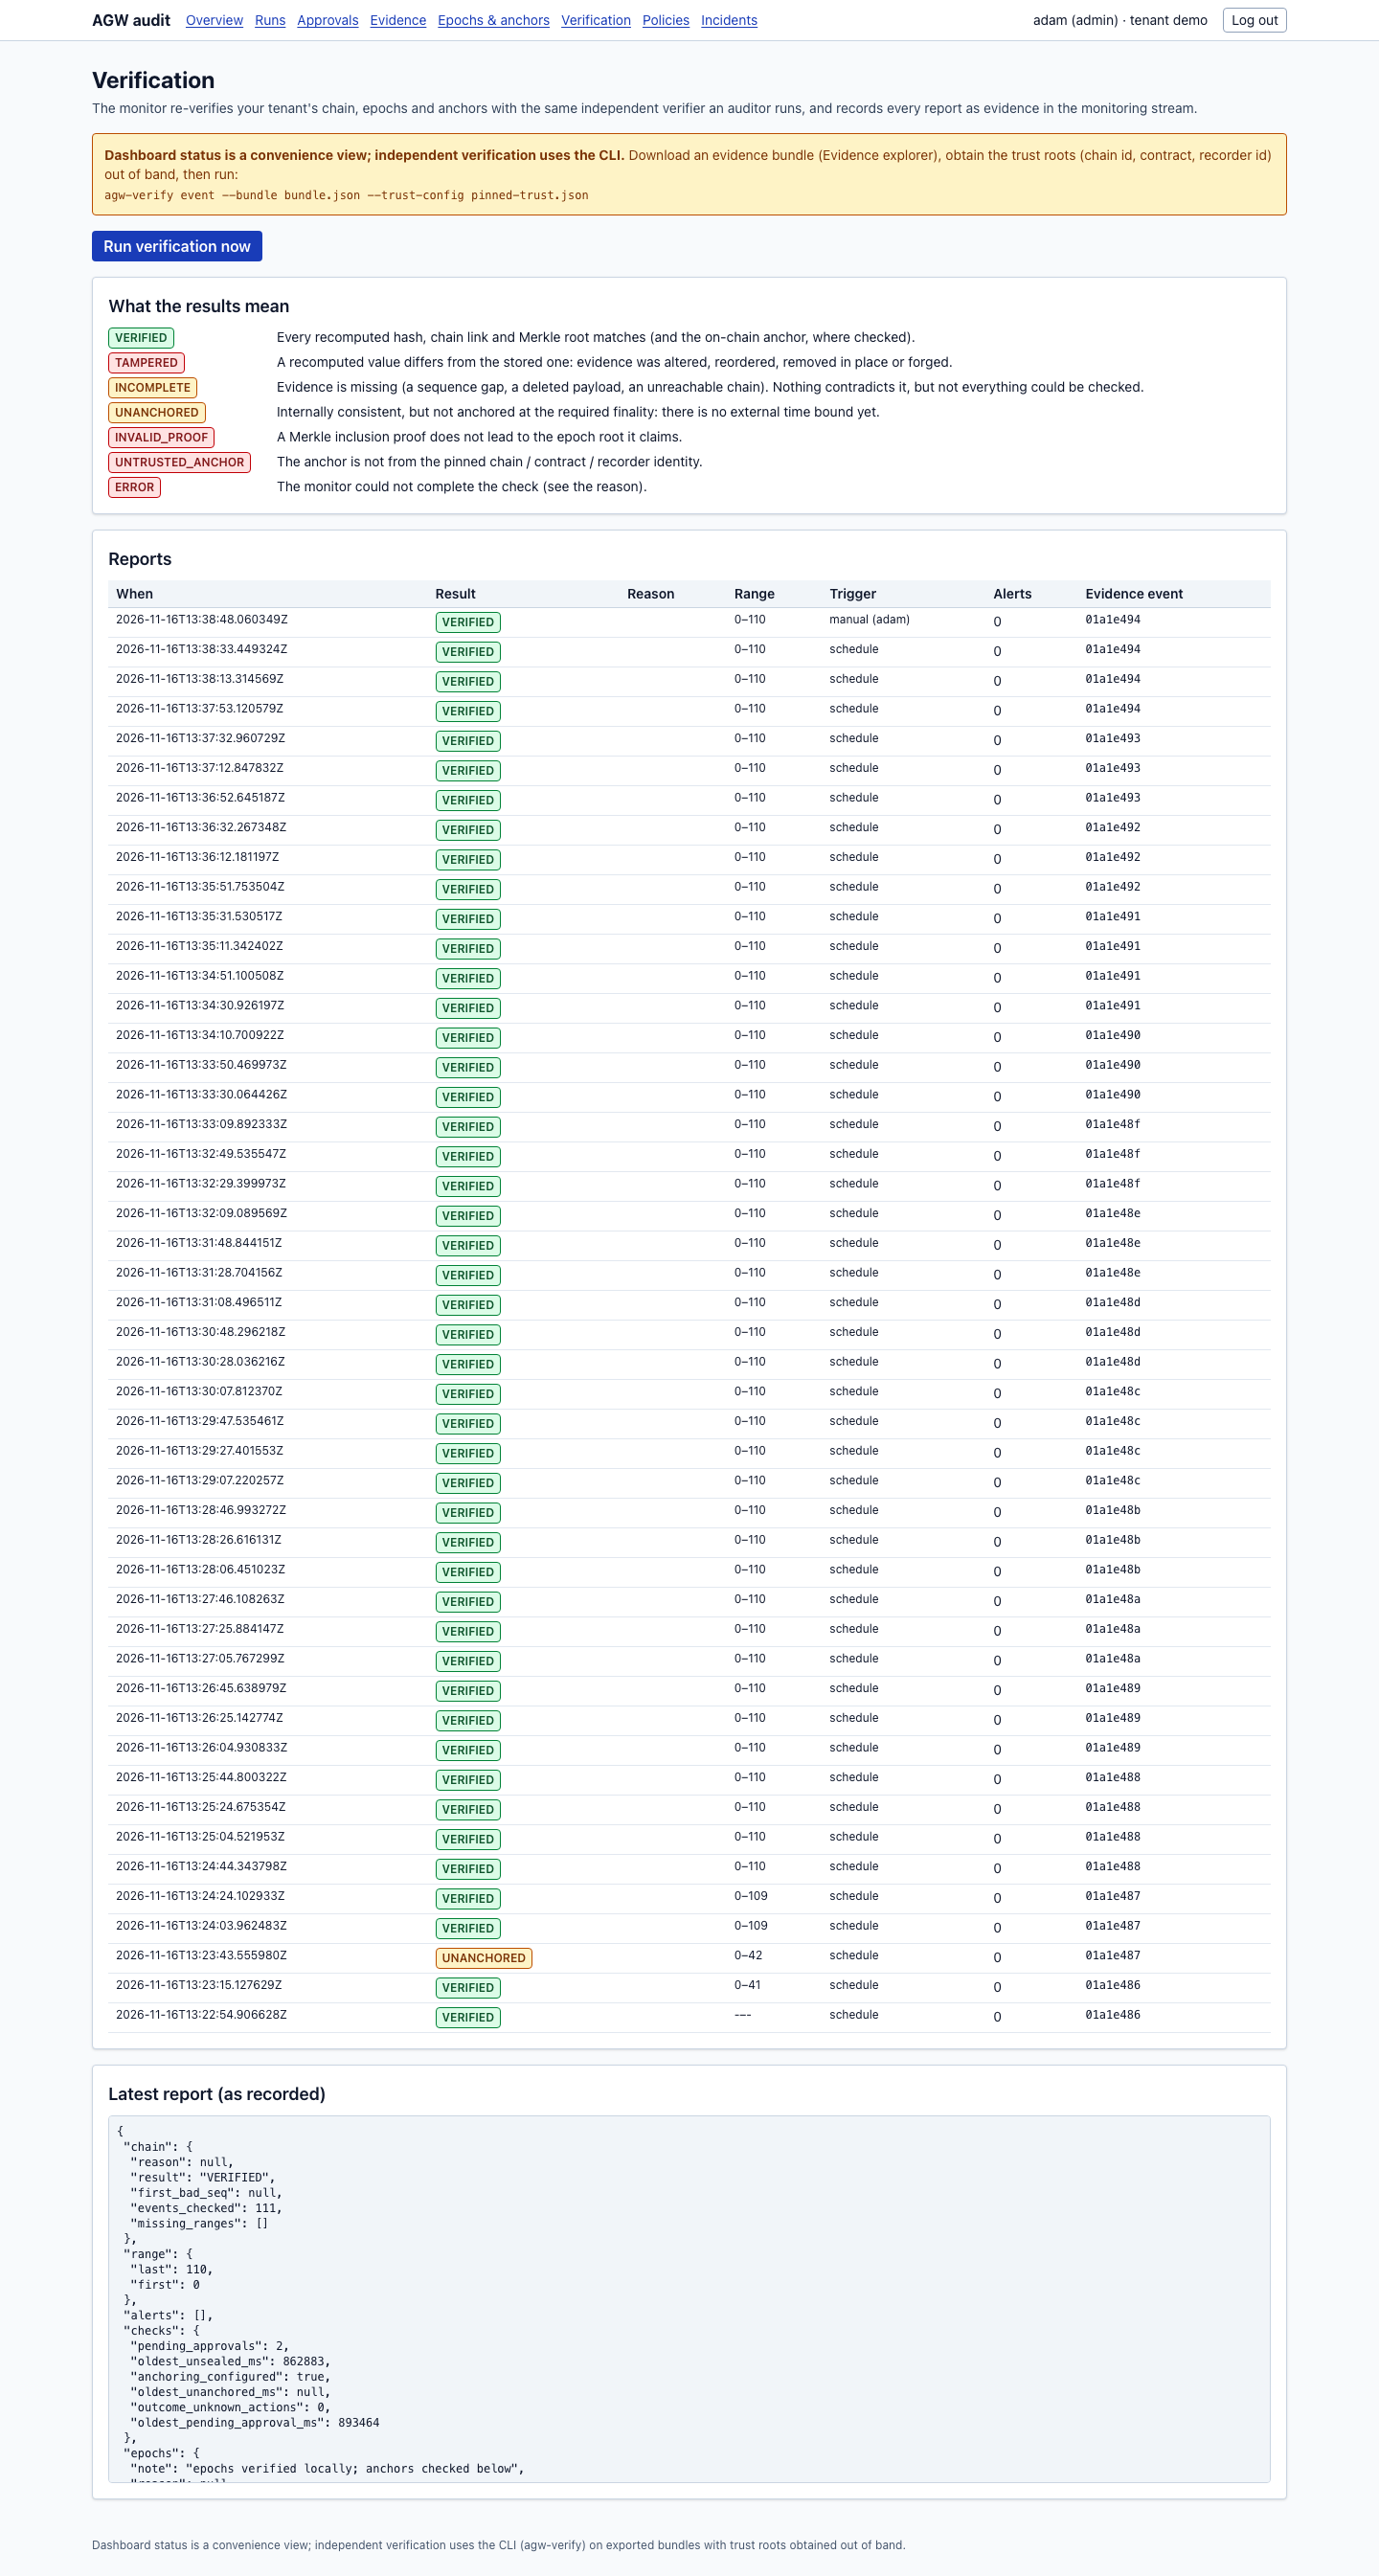 AGW audit Overview Runs Approvals Evidence Epochs & anchors Verification Policies Incidents adam (admin) · tenant demo Log out
Verification
The monitor re-verifies your tenant's chain, epochs and anchors with the same independent verifier an auditor runs, and records every report as evidence in the monitoring stream.
Dashboard status is a convenience view; independent verification uses the CLI. Download an evidence bundle (Evidence explorer), obtain the trust roots (chain id, contract, recorder id)
out of band, then run:
agw-verify event --bundle bundle.json --trust-config pinned-trust.json
Run verification now
What the results mean
VERIFIED Every recomputed hash, chain link and Merkle root matches (and the on-chain anchor, where checked).
TAMPERED A recomputed value differs from the stored one: evidence was altered, reordered, removed in place or forged.
INCOMPLETE Evidence is missing (a sequence gap, a deleted payload, an unreachable chain). Nothing contradicts it, but not everything could be checked.
UNANCHORED Internally consistent, but not anchored at the required finality: there is no external time bound yet.
INVALID_PROOF A Merkle inclusion proof does not lead to the epoch root it claims.
UNTRUSTED_ANCHOR The anchor is not from the pinned chain / contract / recorder identity.
ERROR The monitor could not complete the check (see the reason).
Reports
When Result Reason Range Trigger Alerts Evidence event
2026-11-16T13:38:48.060349Z VERIFIED 0–110 manual (adam) 0 01a1e494
2026-11-16T13:38:33.449324Z VERIFIED 0–110 schedule 0 01a1e494
2026-11-16T13:38:13.314569Z VERIFIED 0–110 schedule 0 01a1e494
2026-11-16T13:37:53.120579Z VERIFIED 0–110 schedule 0 01a1e494
2026-11-16T13:37:32.960729Z VERIFIED 0–110 schedule 0 01a1e493
2026-11-16T13:37:12.847832Z VERIFIED 0–110 schedule 0 01a1e493
2026-11-16T13:36:52.645187Z VERIFIED 0–110 schedule 0 01a1e493
2026-11-16T13:36:32.267348Z VERIFIED 0–110 schedule 0 01a1e492
2026-11-16T13:36:12.181197Z VERIFIED 0–110 schedule 0 01a1e492
2026-11-16T13:35:51.753504Z VERIFIED 0–110 schedule 0 01a1e492
2026-11-16T13:35:31.530517Z VERIFIED 0–110 schedule 0 01a1e491
2026-11-16T13:35:11.342402Z VERIFIED 0–110 schedule 0 01a1e491
2026-11-16T13:34:51.100508Z VERIFIED 0–110 schedule 0 01a1e491
2026-11-16T13:34:30.926197Z VERIFIED 0–110 schedule 0 01a1e491
2026-11-16T13:34:10.700922Z VERIFIED 0–110 schedule 0 01a1e490
2026-11-16T13:33:50.469973Z VERIFIED 0–110 schedule 0 01a1e490
2026-11-16T13:33:30.064426Z VERIFIED 0–110 schedule 0 01a1e490
2026-11-16T13:33:09.892333Z VERIFIED 0–110 schedule 0 01a1e48f
2026-11-16T13:32:49.535547Z VERIFIED 0–110 schedule 0 01a1e48f
2026-11-16T13:32:29.399973Z VERIFIED 0–110 schedule 0 01a1e48f
2026-11-16T13:32:09.089569Z VERIFIED 0–110 schedule 0 01a1e48e
2026-11-16T13:31:48.844151Z VERIFIED 0–110 schedule 0 01a1e48e
2026-11-16T13:31:28.704156Z VERIFIED 0–110 schedule 0 01a1e48e
2026-11-16T13:31:08.496511Z VERIFIED 0–110 schedule 0 01a1e48d
2026-11-16T13:30:48.296218Z VERIFIED 0–110 schedule 0 01a1e48d
2026-11-16T13:30:28.036216Z VERIFIED 0–110 schedule 0 01a1e48d
2026-11-16T13:30:07.812370Z VERIFIED 0–110 schedule 0 01a1e48c
2026-11-16T13:29:47.535461Z VERIFIED 0–110 schedule 0 01a1e48c
2026-11-16T13:29:27.401553Z VERIFIED 0–110 schedule 0 01a1e48c
2026-11-16T13:29:07.220257Z VERIFIED 0–110 schedule 0 01a1e48c
2026-11-16T13:28:46.993272Z VERIFIED 0–110 schedule 0 01a1e48b
2026-11-16T13:28:26.616131Z VERIFIED 0–110 schedule 0 01a1e48b
2026-11-16T13:28:06.451023Z VERIFIED 0–110 schedule 0 01a1e48b
2026-11-16T13:27:46.108263Z VERIFIED 0–110 schedule 0 01a1e48a
2026-11-16T13:27:25.884147Z VERIFIED 0–110 schedule 0 01a1e48a
2026-11-16T13:27:05.767299Z VERIFIED 0–110 schedule 0 01a1e48a
2026-11-16T13:26:45.638979Z VERIFIED 0–110 schedule 0 01a1e489
2026-11-16T13:26:25.142774Z VERIFIED 0–110 schedule 0 01a1e489
2026-11-16T13:26:04.930833Z VERIFIED 0–110 schedule 0 01a1e489
2026-11-16T13:25:44.800322Z VERIFIED 0–110 schedule 0 01a1e488
2026-11-16T13:25:24.675354Z VERIFIED 0–110 schedule 0 01a1e488
2026-11-16T13:25:04.521953Z VERIFIED 0–110 schedule 0 01a1e488
2026-11-16T13:24:44.343798Z VERIFIED 0–110 schedule 0 01a1e488
2026-11-16T13:24:24.102933Z VERIFIED 0–109 schedule 0 01a1e487
2026-11-16T13:24:03.962483Z VERIFIED 0–109 schedule 0 01a1e487
2026-11-16T13:23:43.555980Z UNANCHORED 0–42 schedule 0 01a1e487
2026-11-16T13:23:15.127629Z VERIFIED 0–41 schedule 0 01a1e486
2026-11-16T13:22:54.906628Z VERIFIED -–- schedule 0 01a1e486
Latest report (as recorded)
{
"chain": {
"reason": null,
"result": "VERIFIED",
"first_bad_seq": null,
"events_checked": 111,
"missing_ranges": []
},
"range": {
"last": 110,
"first": 0
},
"alerts": [],
"checks": {
"pending_approvals": 2,
"oldest_unsealed_ms": 862883,
"anchoring_configured": true,
"oldest_unanchored_ms": null,
"outcome_unknown_actions": 0,
"oldest_pending_approval_ms": 893464
},
"epochs": {
"note": "epochs verified locally; anchors checked below",
Dashboard status is a convenience view; independent verification uses the CLI (agw-verify) on exported bundles with trust roots obtained out of band.